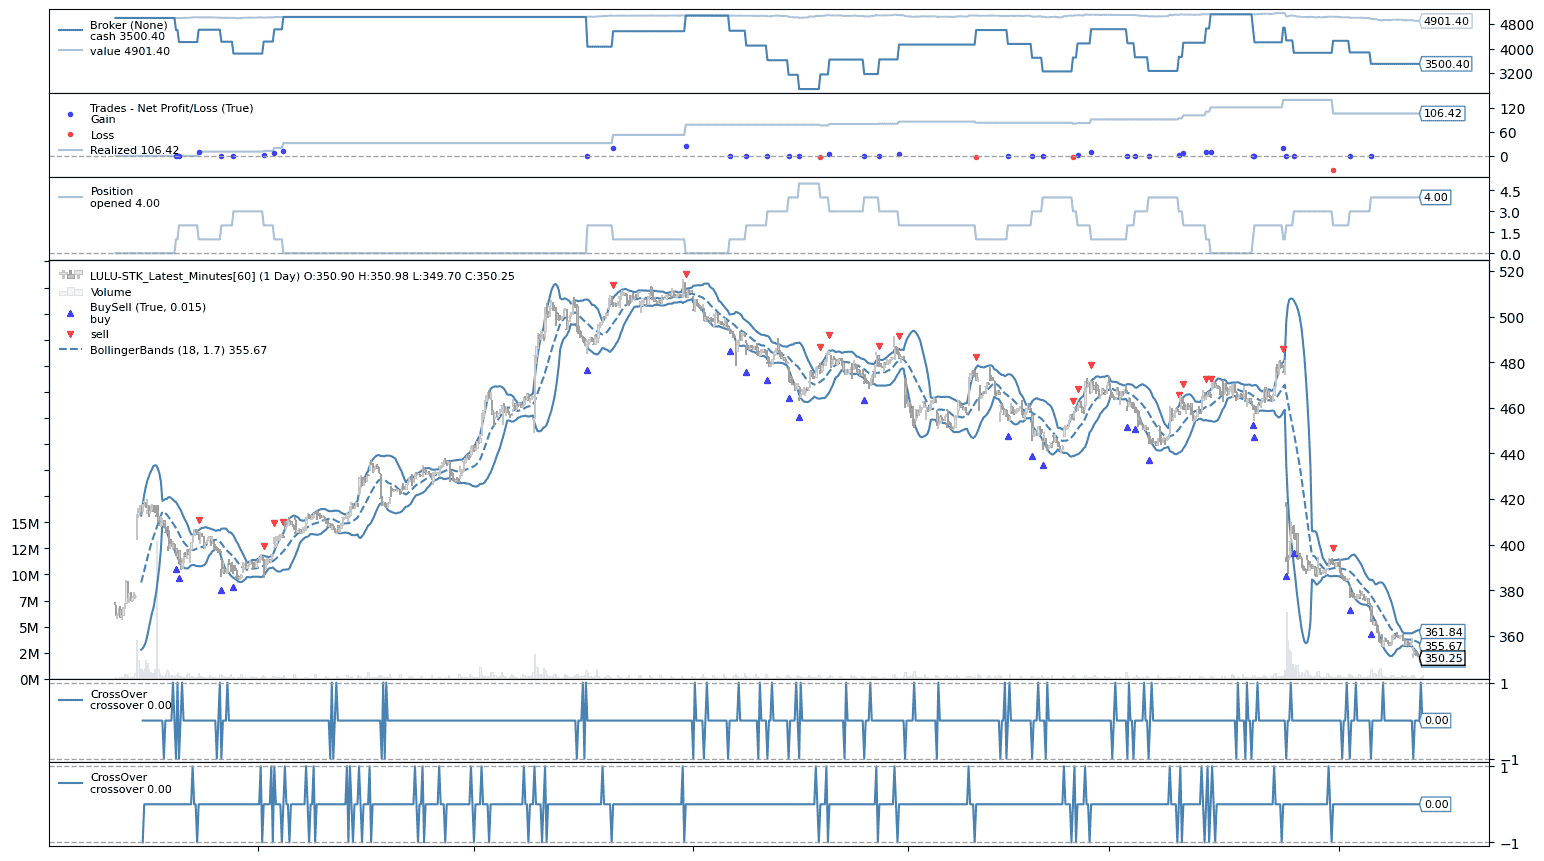 Broker (None)
cash 3500.40
value 4901.40
4901.40
3500.40
4800
4000
3200
Trades - Net Profit/Loss (True)
Gain
Loss
Realized 106.42
106.42
120
60
0
Position
opened 4.00
4.00
4.5
3.0
1.5
0.0
LULU-STK_Latest_Minutes[60] (1 Day) O:350.90 H:350.98 L:349.70 C:350.25
Volume
BuySell (True, 0.015)
buy
sell
BollingerBands (18, 1.7) 355.67
520
500
480
460
440
420
400
380
360
15M
12M
10M
7M
5M
2M
0M
361.84
355.67
350.25
CrossOver
crossover 0.00
0.00
1
−1
CrossOver
crossover 0.00
0.00
1
−1